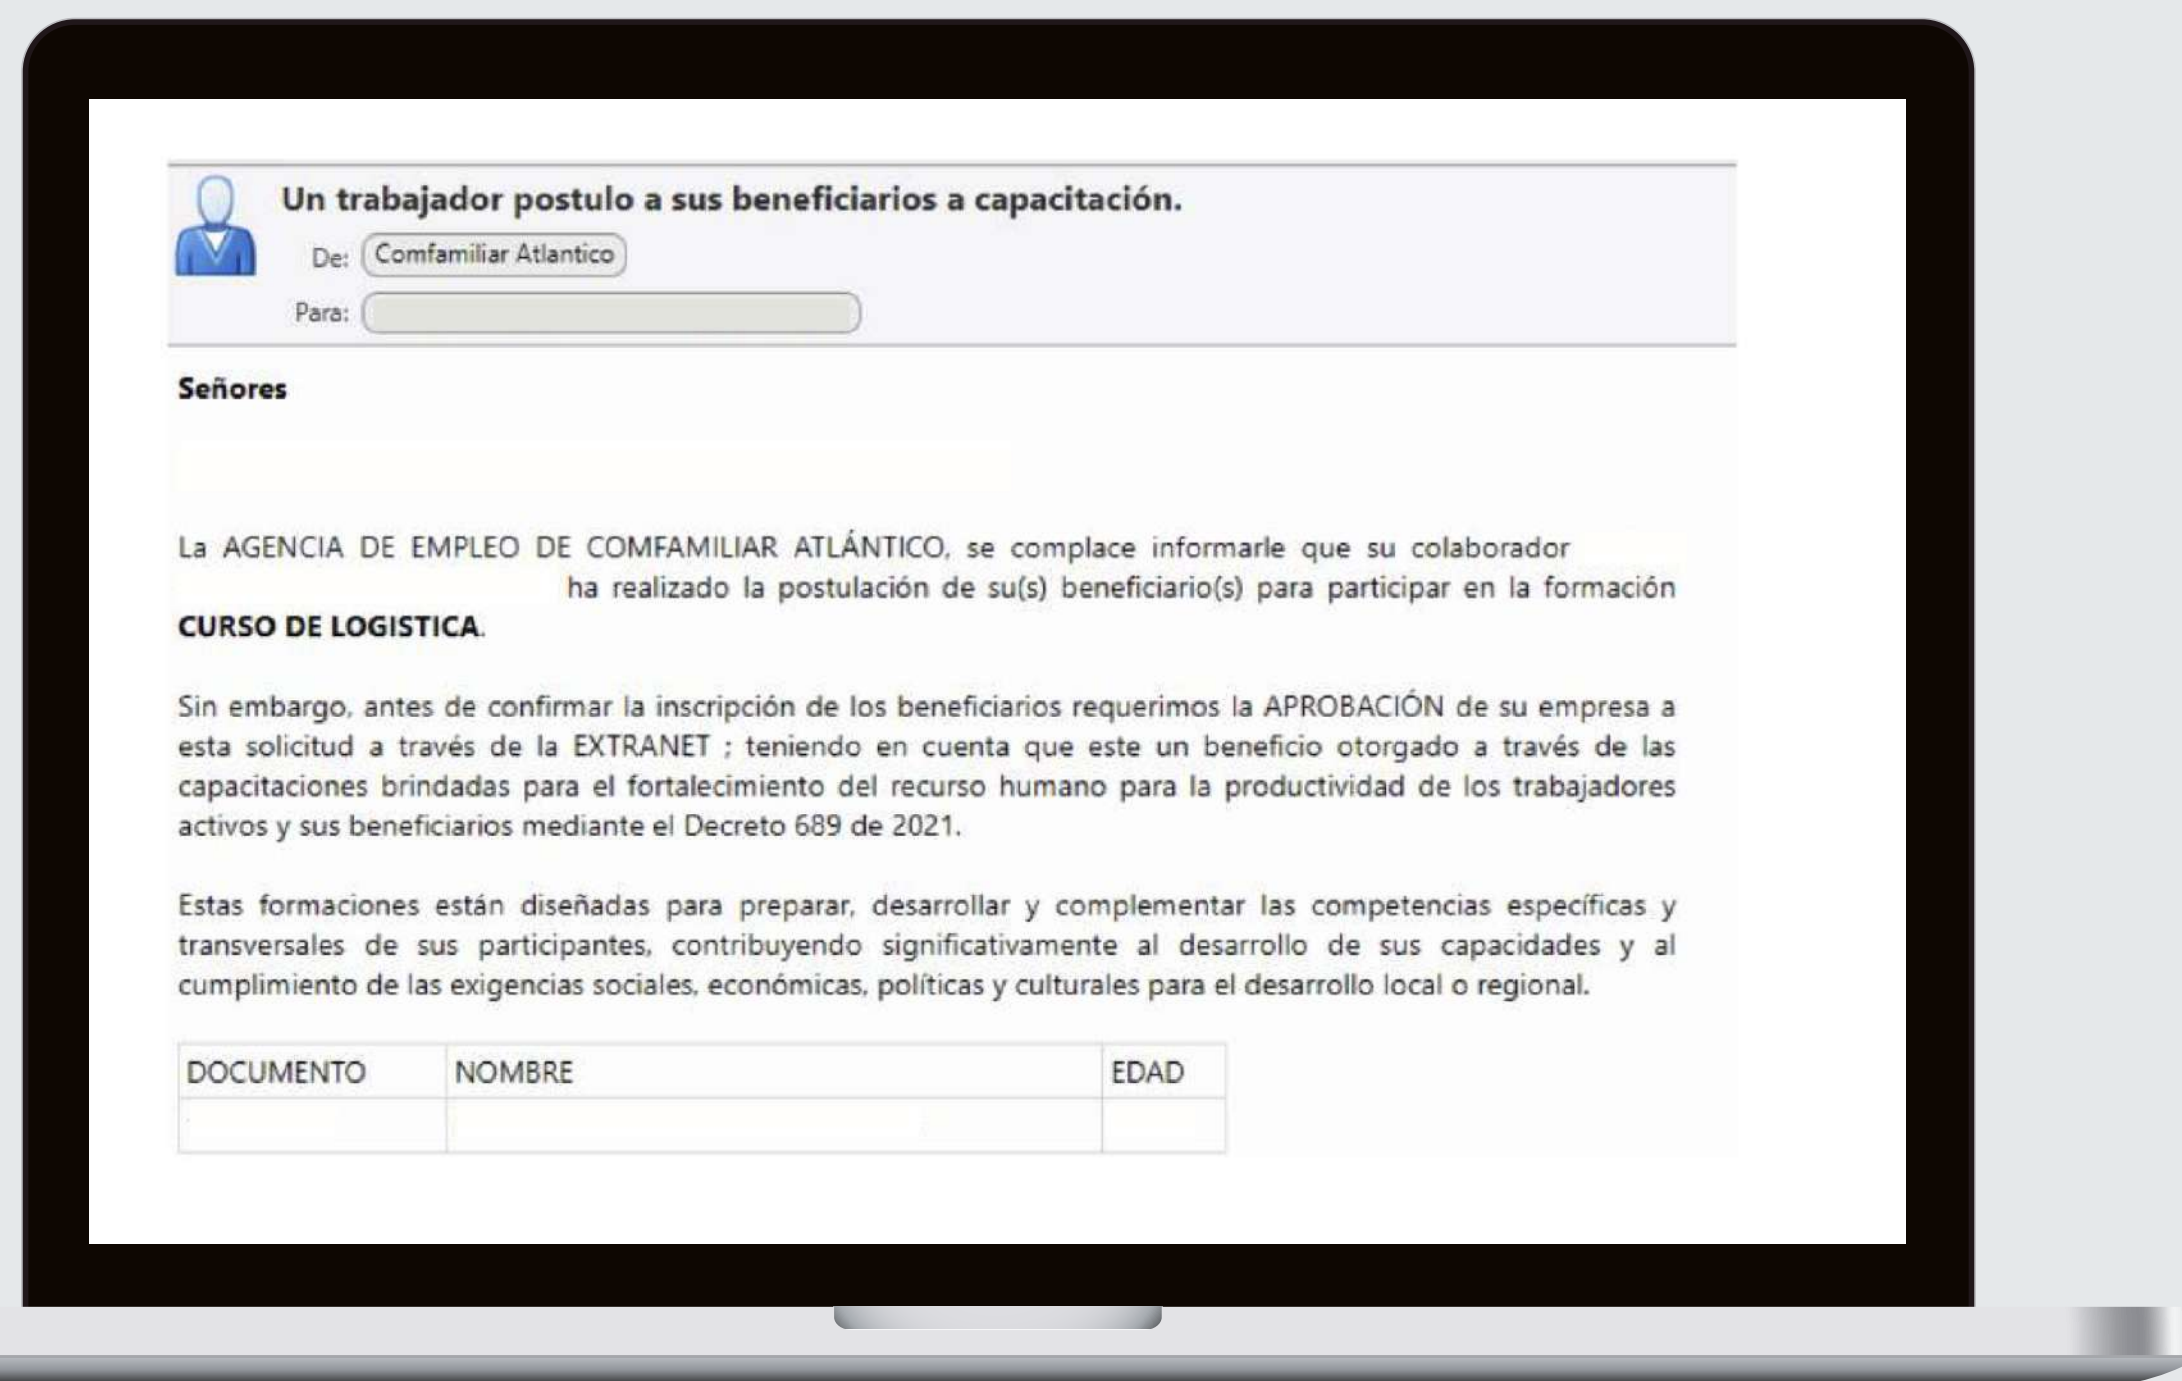 Un trabajador postulo a sus beneficiarios a capacitación.
De: Comfamiliar Atlantico
Para:
Señores
La AGENCIA DE EMPLEO DE COMFAMILIAR ATLÁNTICO, se complace informarle que su colaborador
ha realizado la postulación de su(s) beneficiario(s) para participar en la formación
CURSO DE LOGISTICA.
Sin embargo, antes de confirmar la inscripción de los beneficiarios requerimos la APROBACIÓN de su empresa a
esta solicitud a través de la EXTRANET ; teniendo en cuenta que este un beneficio otorgado a través de las
capacitaciones brindadas para el fortalecimiento del recurso humano para la productividad de los trabajadores
activos y sus beneficiarios mediante el Decreto 689 de 2021.
Estas formaciones están diseñadas para preparar, desarrollar y complementar las competencias específicas y
transversales de sus participantes, contribuyendo significativamente al desarrollo de sus capacidades y al
cumplimiento de las exigencias sociales, económicas, políticas y culturales para el desarrollo local o regional.
DOCUMENTO NOMBRE EDAD